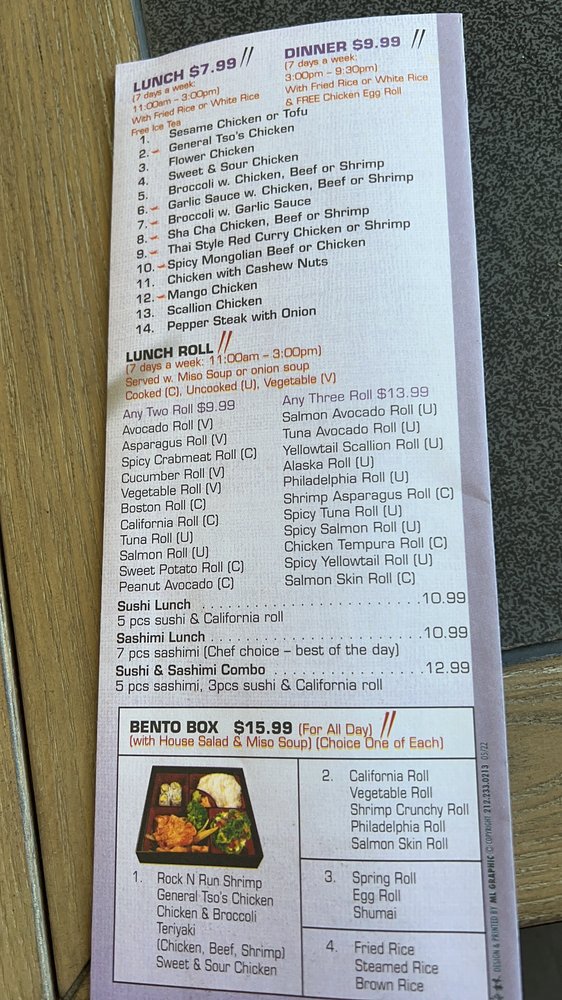 LUNCH $7.99 //
(7 days a week:
11:00am – 3:00pm)
With Fried Rice or White Rice
Free Ice Tea
DINNER $9.99 //
(7 days a week:
3:00pm – 9:30pm)
With Fried Rice or White Rice
& FREE Chicken Egg Roll
1. Sesame Chicken or Tofu
2. General Tso's Chicken
3. Flower Chicken
4. Sweet & Sour Chicken
5. Broccoli w. Chicken, Beef or Shrimp
6. Garlic Sauce w. Chicken, Beef or Shrimp
7. Broccoli w. Garlic Sauce
8. Sha Cha Chicken, Beef or Shrimp
9. Thai Style Red Curry Chicken or Shrimp
10. Spicy Mongolian Beef or Chicken
11. Chicken with Cashew Nuts
12. Mango Chicken
13. Scallion Chicken
14. Pepper Steak with Onion
LUNCH ROLL //
(7 days a week: 11:00am – 3:00pm)
Served w. Miso Soup or onion soup
Cooked (C), Uncooked (U), Vegetable (V)
Any Two Roll $9.99
Avocado Roll (V)
Asparagus Roll (V)
Spicy Crabmeat Roll (C)
Cucumber Roll (V)
Vegetable Roll (V)
Boston Roll (C)
California Roll (C)
Tuna Roll (U)
Salmon Roll (U)
Sweet Potato Roll (C)
Peanut Avocado (C)
Any Three Roll $13.99
Salmon Avocado Roll (U)
Tuna Avocado Roll (U)
Yellowtail Scallion Roll (U)
Alaska Roll (U)
Philadelphia Roll (U)
Shrimp Asparagus Roll (C)
Spicy Tuna Roll (U)
Spicy Salmon Roll (U)
Chicken Tempura Roll (C)
Spicy Yellowtail Roll (U)
Salmon Skin Roll (C)
Sushi Lunch . . . . . . . . . . . . . . . . . . . . . . . . . . 10.99
5 pcs sushi & California roll
Sashimi Lunch . . . . . . . . . . . . . . . . . . . . . . . . 10.99
7 pcs sashimi (Chef choice – best of the day)
Sushi & Sashimi Combo . . . . . . . . . . . . . . . . . 12.99
5 pcs sashimi, 3pcs sushi & California roll
BENTO BOX $15.99 (For All Day) //
(with House Salad & Miso Soup) (Choice One of Each)
1. Rock N Run Shrimp
General Tso's Chicken
Chicken & Broccoli
Teriyaki
(Chicken, Beef, Shrimp)
Sweet & Sour Chicken
2. California Roll
Vegetable Roll
Shrimp Crunchy Roll
Philadelphia Roll
Salmon Skin Roll
3. Spring Roll
Egg Roll
Shumai
4. Fried Rice
Steamed Rice
Brown Rice
DESIGN & PRINTED BY ML GRAPHIC © COPYRIGHT 212.233.0213 05/22